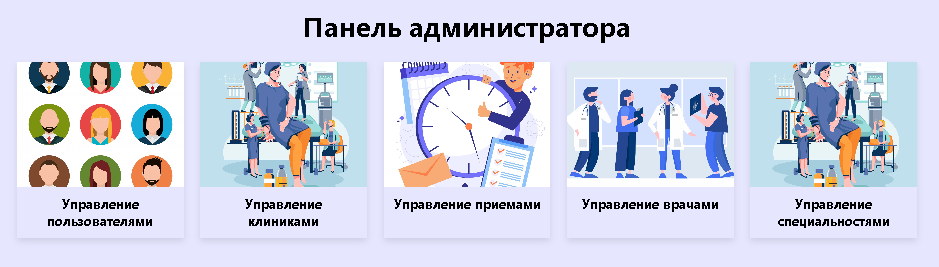 Панель администратора
Управление
пользователями
Управление
клиниками
Управление приемами
Управление врачами
Управление
специальностями